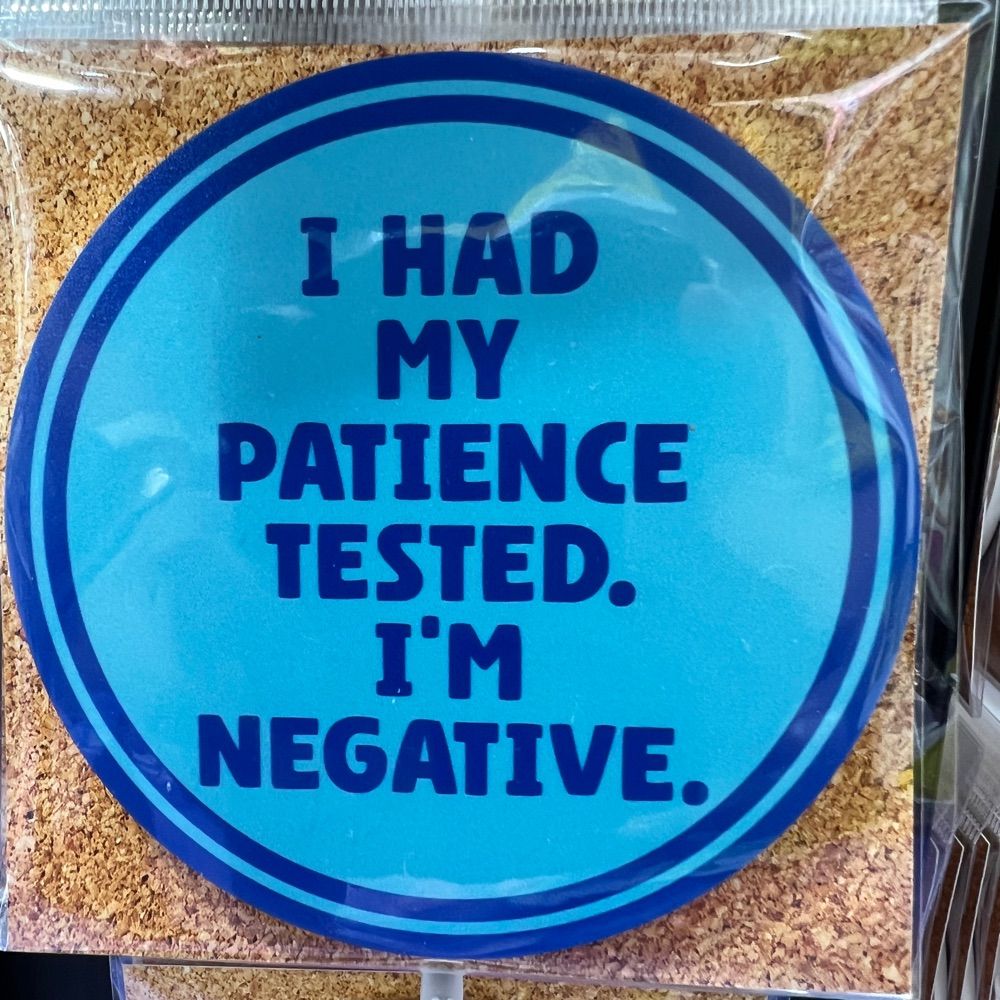 I HAD
MY
PATIENCE
TESTED.
I'M
NEGATIVE.